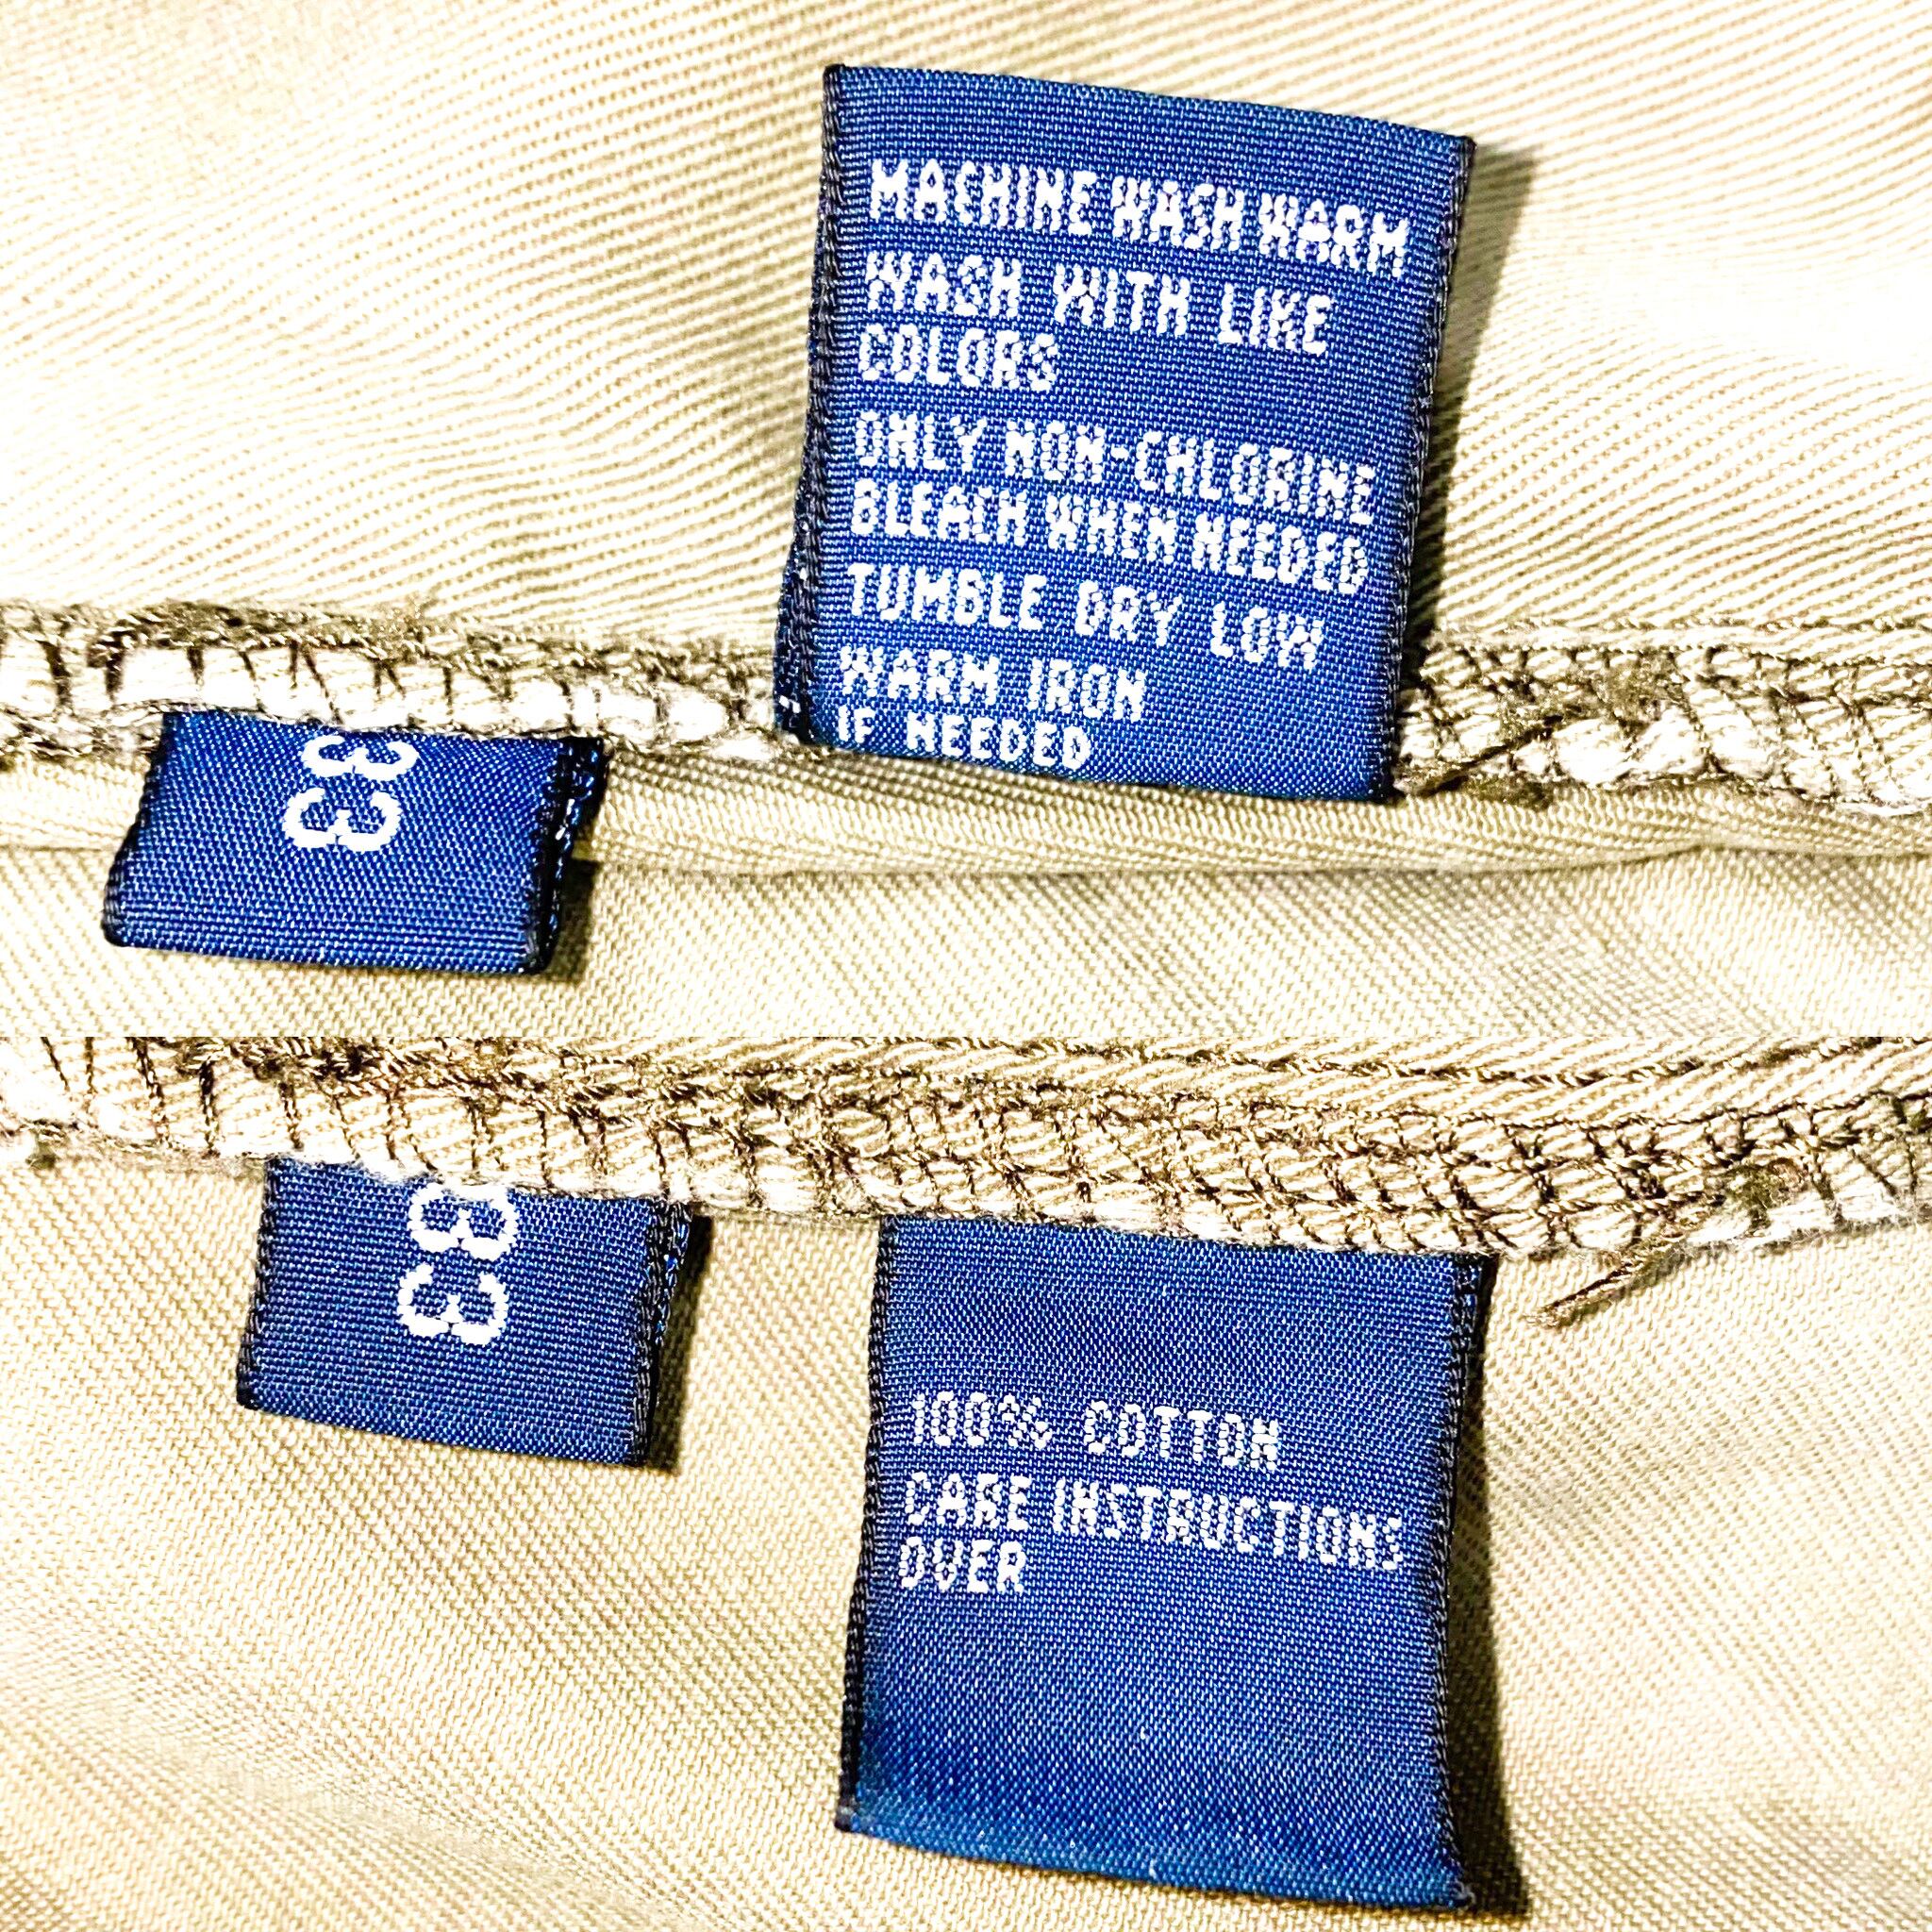 MACHINE WASH WARM
WASH WITH LIKE
COLORS
ONLY NON-CHLORINE
BLEACH WHEN NEEDED
TUMBLE DRY LOW
WARM IRON
IF NEEDED
33
33
100% COTTON
CARE INSTRUCTIONS
OVER